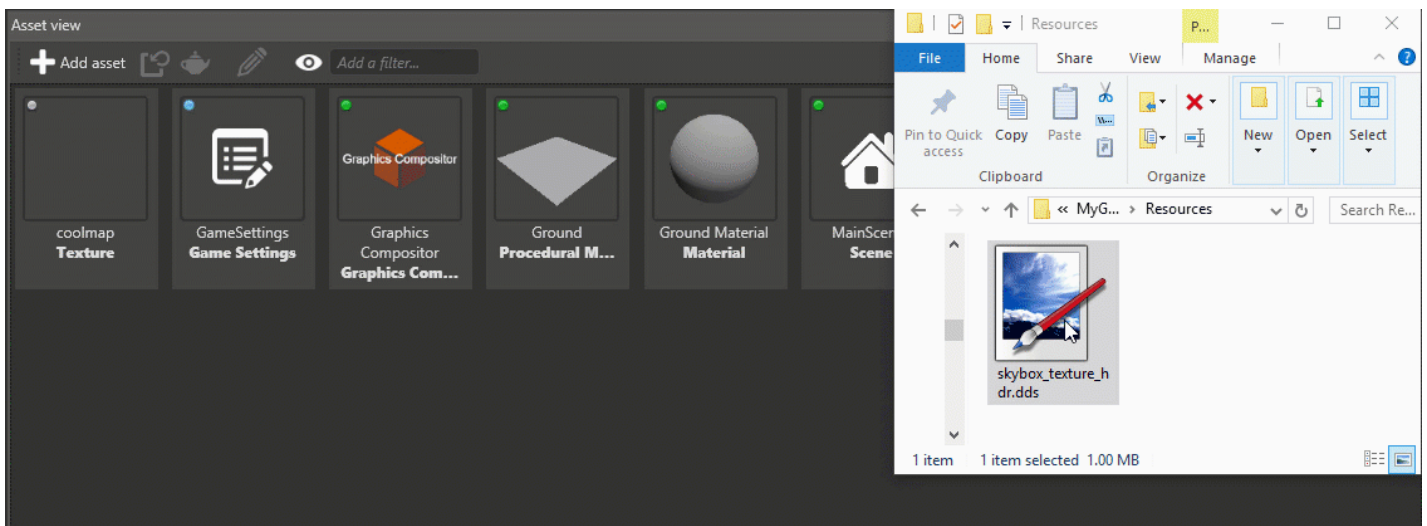 Asset view
Add asset
Add a filter...
coolmap
Texture
GameSettings
Game Settings
Graphics Compositor
Graphics
Compositor
Graphics Com...
Ground
Procedural M...
Ground Material
Material
MainScen
Scene
Resources
P...
File
Home
Share
View
Manage
Pin to Quick
access
Copy
Paste
New
Open
Select
Clipboard
Organize
« MyG... › Resources
Search Re...
skybox_texture_h
dr.dds
1 item
1 item selected 1.00 MB